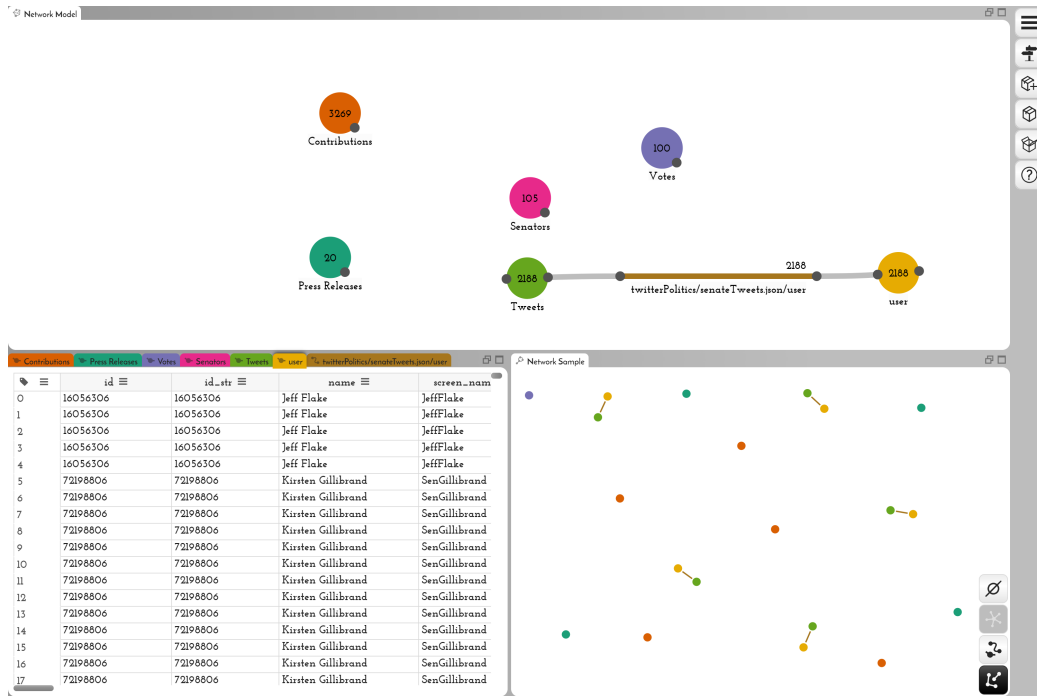 Network Model
3269
Contributions
100
Votes
105
Senators
20
Press Releases
2188
Tweets
2188
twitterPolitics/senateTweets.json/user
2188
user
Contributions Press Releases Votes Senators Tweets user twitterPolitics/senateTweets.json/user
id id_str name screen_nam
0 16056306 16056306 Jeff Flake JeffFlake
1 16056306 16056306 Jeff Flake JeffFlake
2 16056306 16056306 Jeff Flake JeffFlake
3 16056306 16056306 Jeff Flake JeffFlake
4 16056306 16056306 Jeff Flake JeffFlake
5 72198806 72198806 Kirsten Gillibrand SenGillibrand
6 72198806 72198806 Kirsten Gillibrand SenGillibrand
7 72198806 72198806 Kirsten Gillibrand SenGillibrand
8 72198806 72198806 Kirsten Gillibrand SenGillibrand
9 72198806 72198806 Kirsten Gillibrand SenGillibrand
10 72198806 72198806 Kirsten Gillibrand SenGillibrand
11 72198806 72198806 Kirsten Gillibrand SenGillibrand
12 72198806 72198806 Kirsten Gillibrand SenGillibrand
13 72198806 72198806 Kirsten Gillibrand SenGillibrand
14 72198806 72198806 Kirsten Gillibrand SenGillibrand
15 72198806 72198806 Kirsten Gillibrand SenGillibrand
16 72198806 72198806 Kirsten Gillibrand SenGillibrand
17 72198806 72198806 Kirsten Gillibrand SenGillibrand
Network Sample